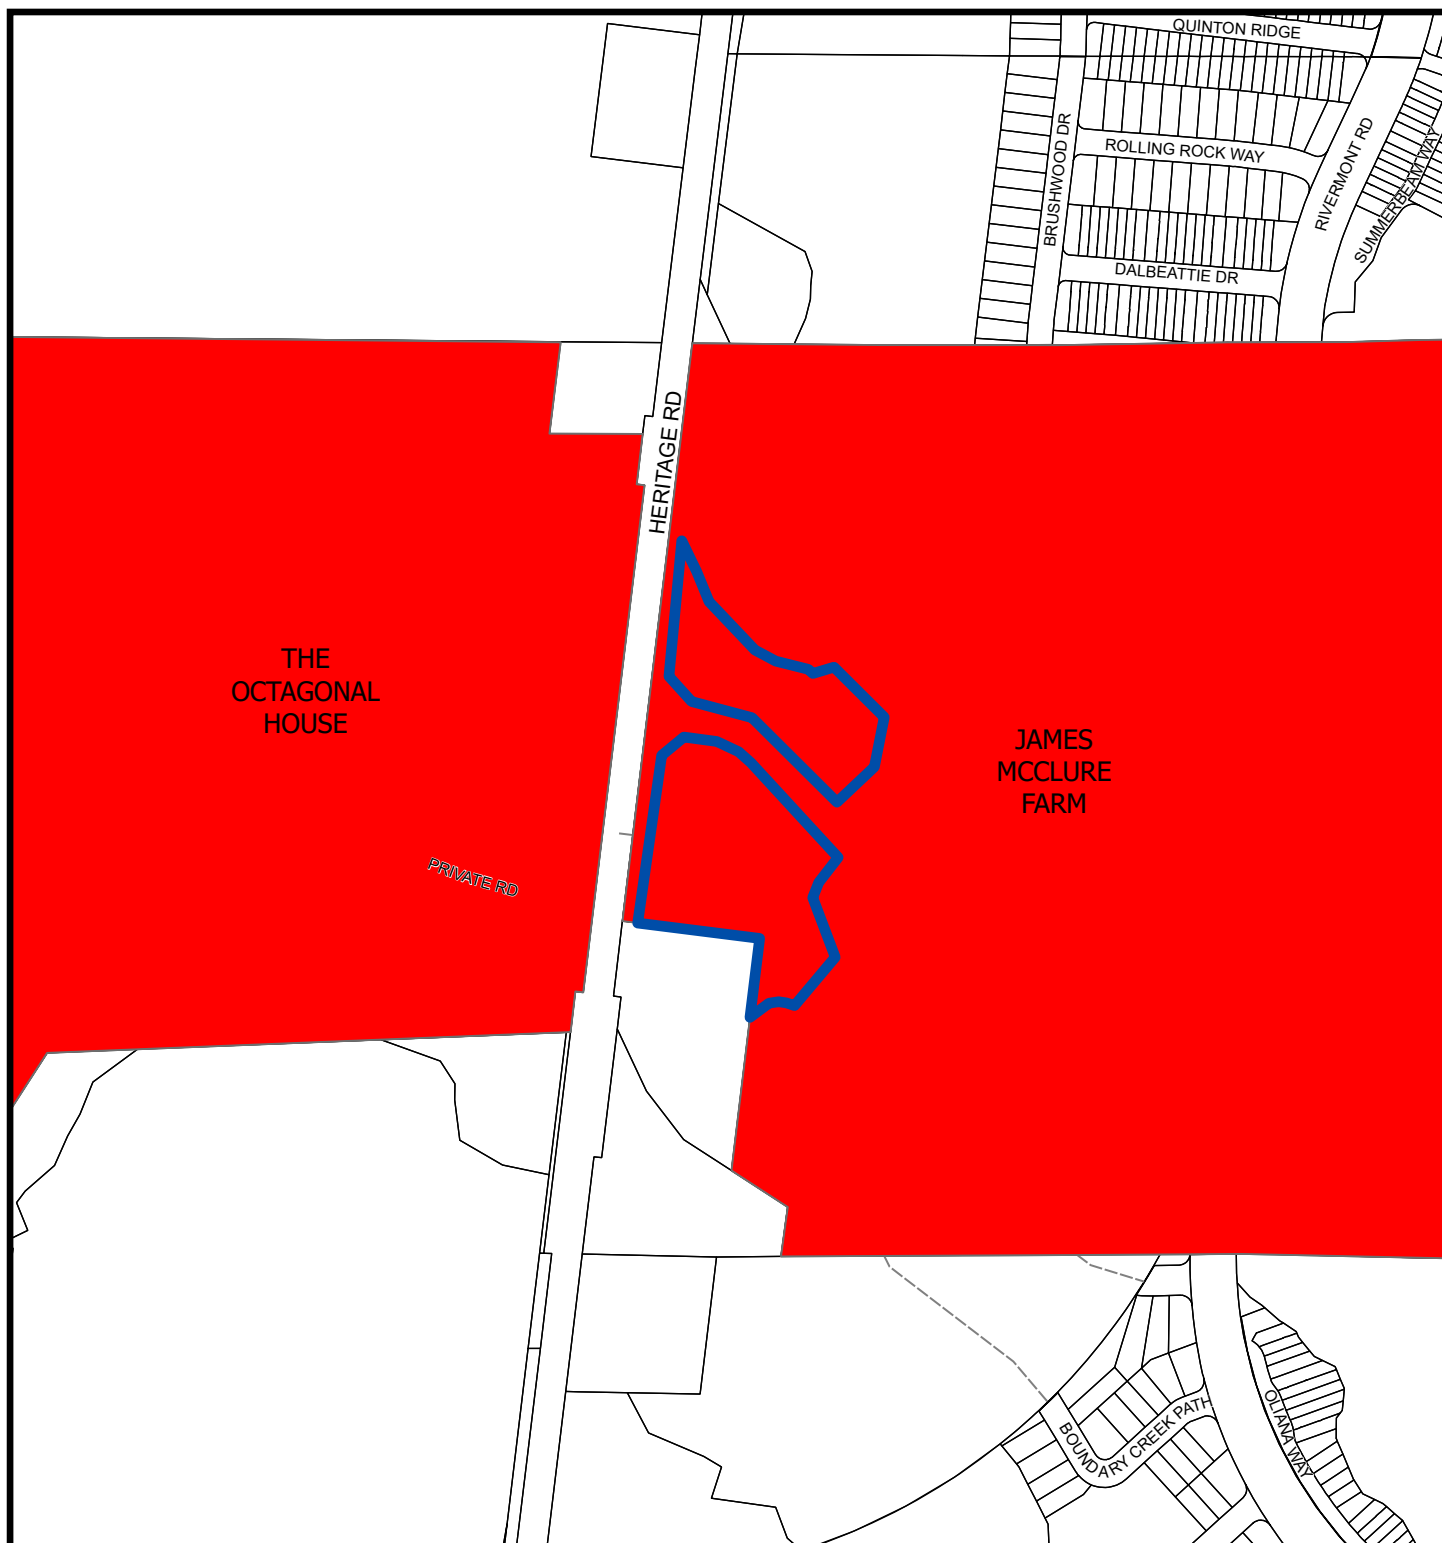 QUINTON RIDGE
BRUSHWOOD DR
ROLLING ROCK WAY
RIVERMONT RD
SUMMERBEAM WAY
DALBEATTIE DR
HERITAGE RD
THE
OCTAGONAL
HOUSE
JAMES
MCCLURE
FARM
PRIVATE RD
BOUNDARY CREEK PATH
OLIANA WAY